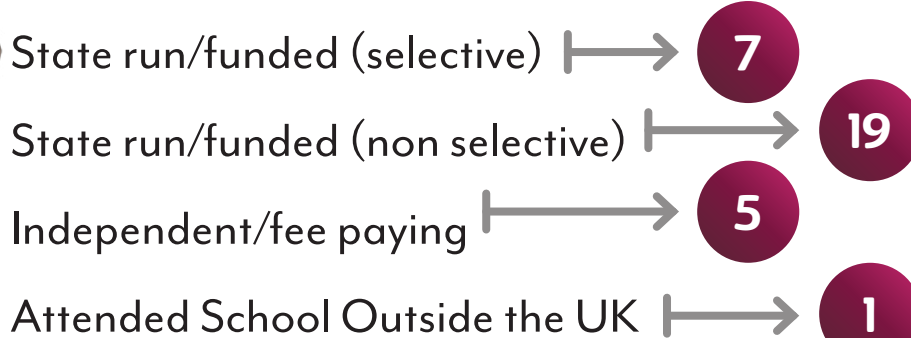 State run/funded (selective) 7
State run/funded (non selective) 19
Independent/fee paying 5
Attended School Outside the UK 1